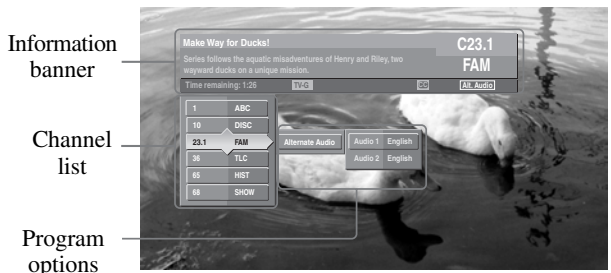 Information
banner
Make Way for Ducks!
C23.1
Series follows the aquatic misadventures of Henry and Riley, two
wayward ducks on a unique mission.
FAM
Time remaining: 1:26 TV-G CC Alt. Audio
Channel
list
1 ABC
10 DISC
23.1 FAM Alternate Audio Audio 1 English
36 TLC Audio 2 English
65 HIST
68 SHOW
Program
options